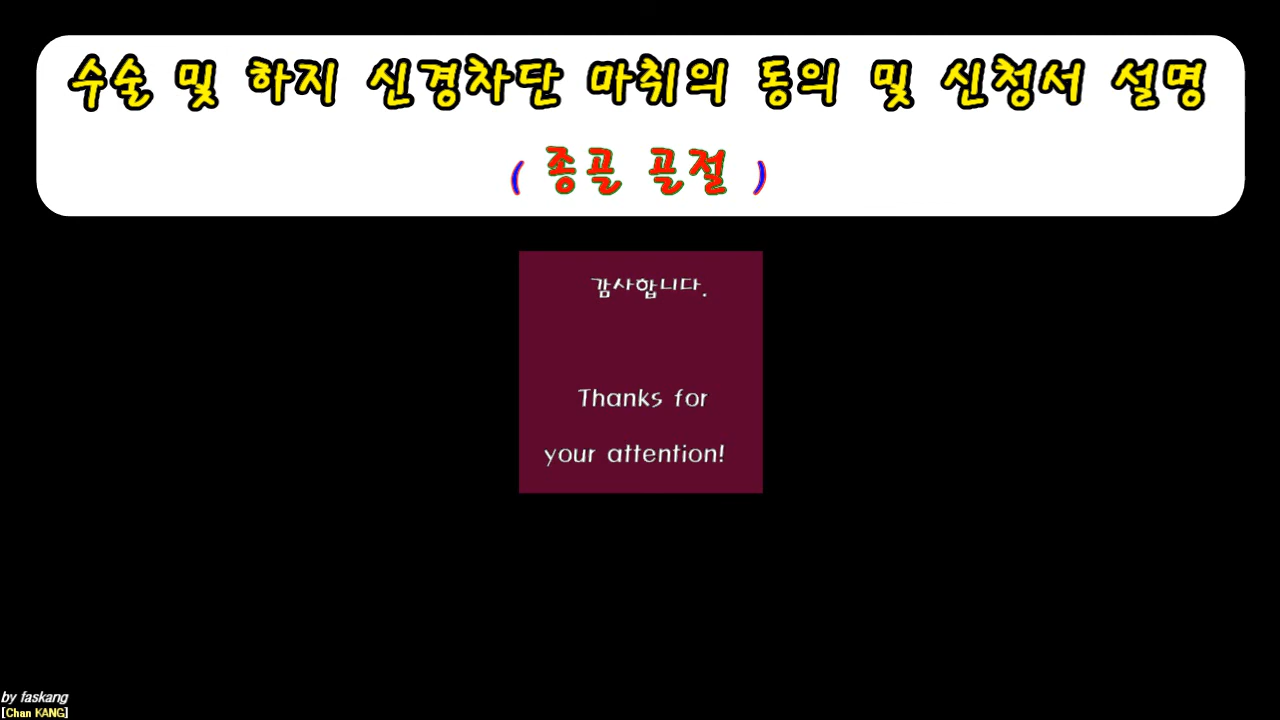 수술 및 하지 신경차단 마취의 동의 및 신청서 설명
( 종골 골절 )
감사합니다.
Thanks for
your attention!
by faskang
[Chan KANG]